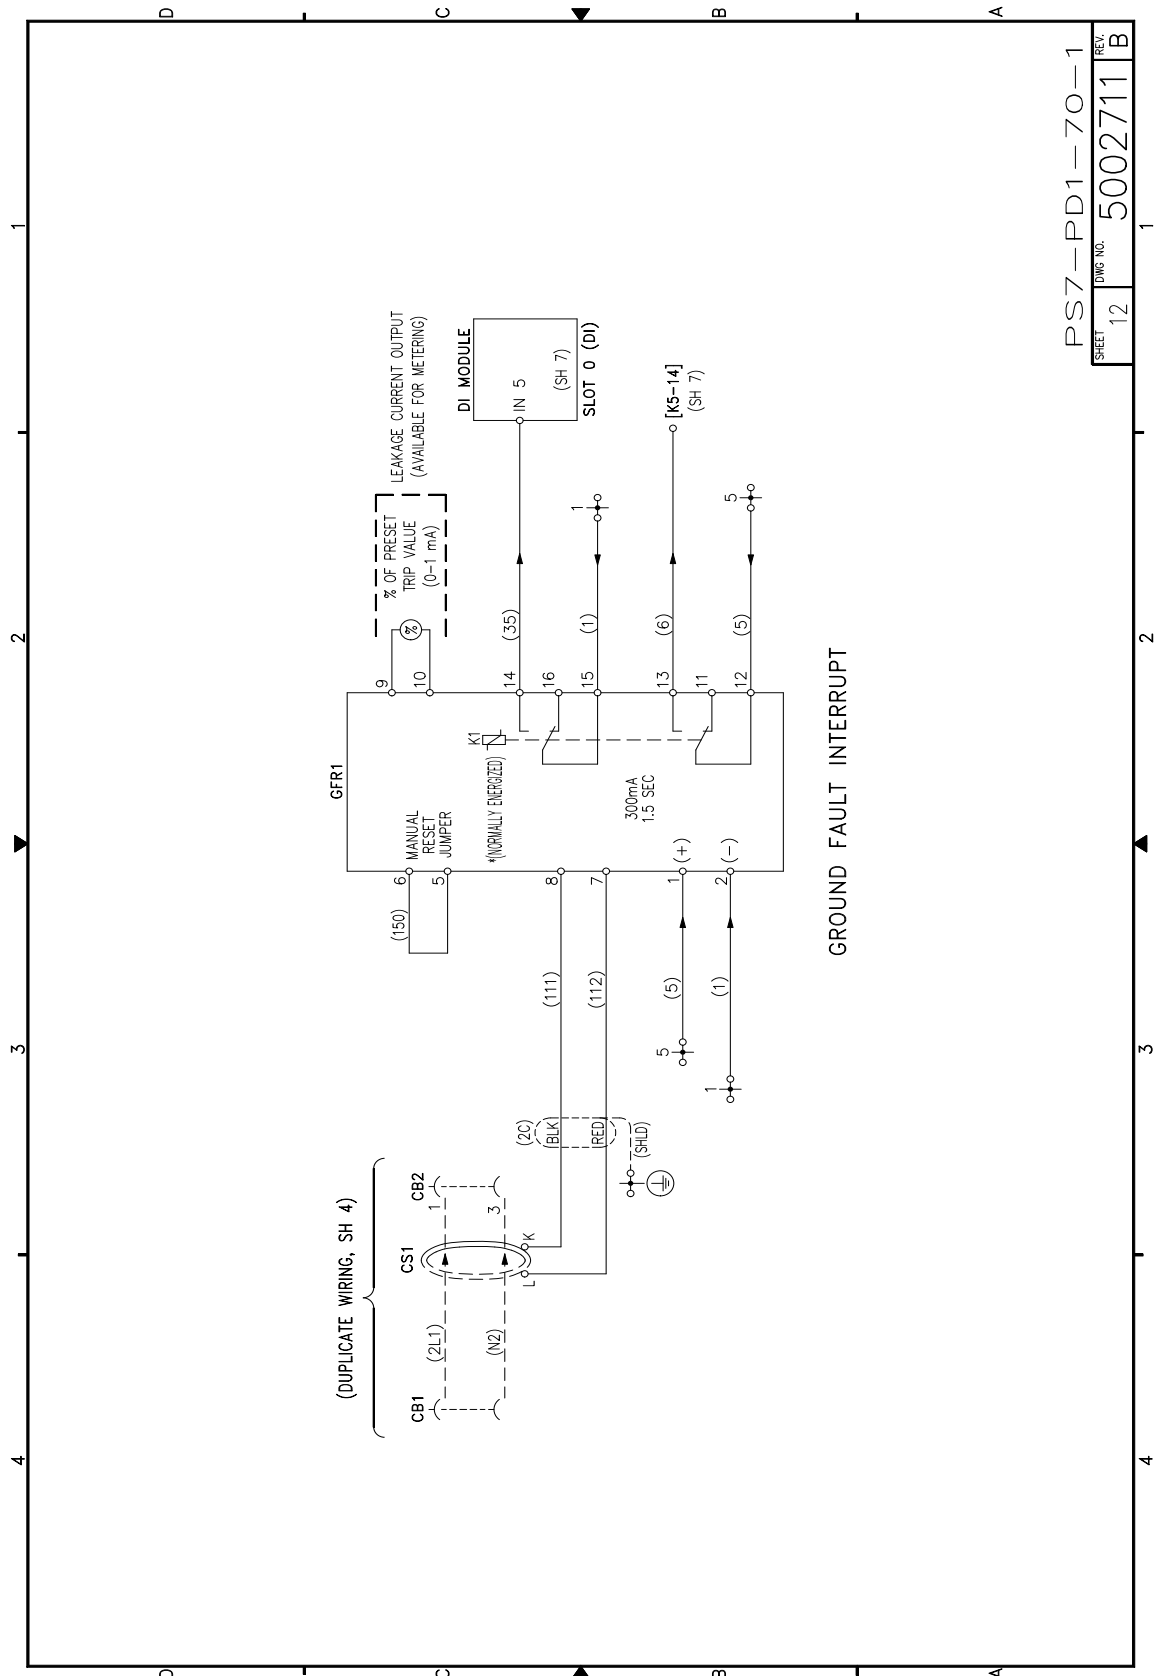 D
C
B
A
4
3
2
1
(DUPLICATE WIRING, SH 4)
CB1
(2L1)
(N2)
CS1
CB2
1
3
L
K
(2C)
BLK
RED
(SHLD)
(111)
(112)
(150)
5
(5)
1
(1)
GFR1
6
5
MANUAL
RESET
JUMPER
8
7
1
(+)
2
(-)
*(NORMALLY ENERGIZED)
K1
300mA
1.5 SEC
9
10
14
16
15
13
11
12
%
% OF PRESET
TRIP VALUE
(0-1 mA)
LEAKAGE CURRENT OUTPUT
(AVAILABLE FOR METERING)
(35)
(1)
1
(6)
(5)
5
DI MODULE
IN 5
(SH 7)
SLOT 0 (DI)
[K5-14]
(SH 7)
GROUND FAULT INTERRUPT
PS7-PD1-70-1
SHEET
12
DWG NO.
5002711
REV.
B
4
3
2
1
D
C
B
A